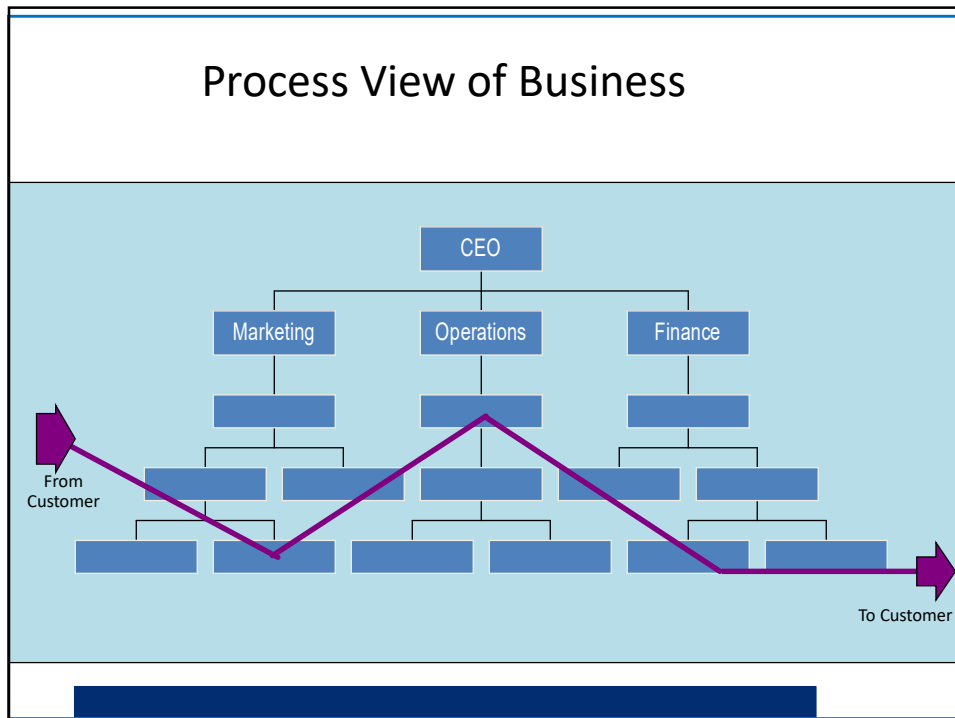 Process View of Business
CEO
Marketing
Operations
Finance
From
Customer
To Customer